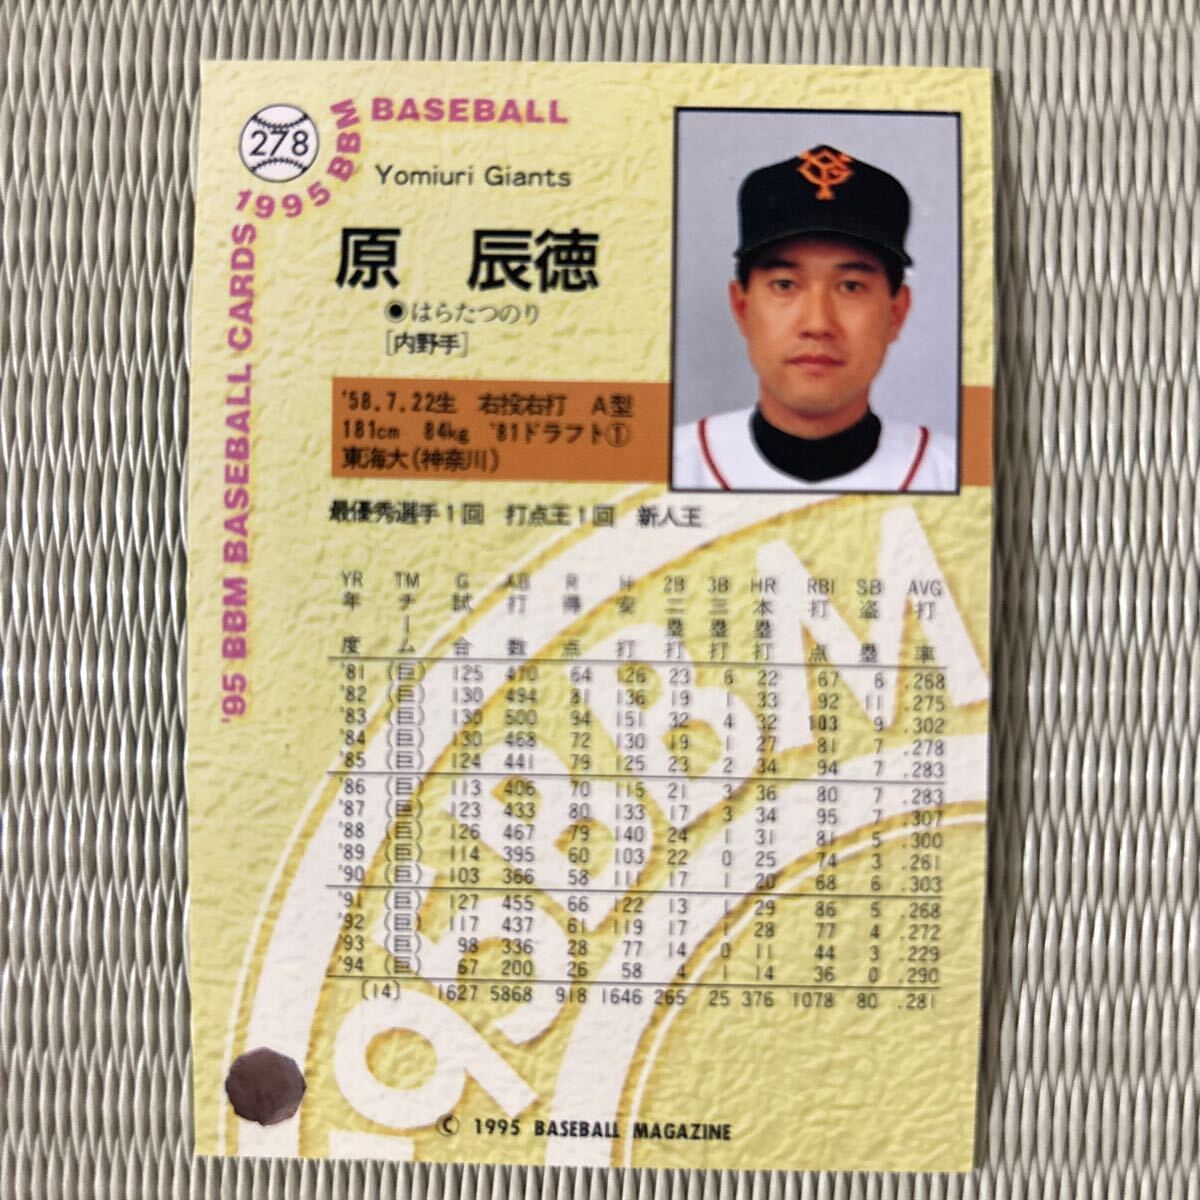 278
'95 BBM BASEBALL CARDS 1995 BBM BASEBALL
Yomiuri Giants
原 辰徳
●はらたつのり
[内野手]
'58.7.22生 右投右打 A型
181cm 84kg '81ドラフト①
東海大(神奈川)
最優秀選手1回 打点王1回 新人王
YR TM G AB R H 2B 3B HR RBI SB AVG
年度 チーム 試合 打数 得点 安打 二塁打 三塁打 本塁打 打点 盗塁 打率
'81 (巨) 125 470 64 126 23 6 22 67 6 .268
'82 (巨) 130 494 81 136 19 1 33 92 11 .275
'83 (巨) 130 500 94 151 32 4 32 103 9 .302
'84 (巨) 130 468 72 130 19 1 27 81 7 .278
'85 (巨) 124 441 79 125 23 2 34 94 7 .283
'86 (巨) 113 406 70 115 21 3 36 80 7 .283
'87 (巨) 123 433 80 133 17 3 34 95 7 .307
'88 (巨) 126 467 79 140 24 1 31 81 5 .300
'89 (巨) 114 395 60 103 22 0 25 74 3 .261
'90 (巨) 103 366 58 111 17 1 20 68 6 .303
'91 (巨) 127 455 66 122 13 1 29 86 5 .268
'92 (巨) 117 437 61 119 17 1 28 77 4 .272
'93 (巨) 98 336 28 77 14 0 11 44 3 .229
'94 (巨) 67 200 26 58 4 1 14 36 0 .290
(14) 1627 5868 918 1646 265 25 376 1078 80 .281
'95 BBM
© 1995 BASEBALL MAGAZINE